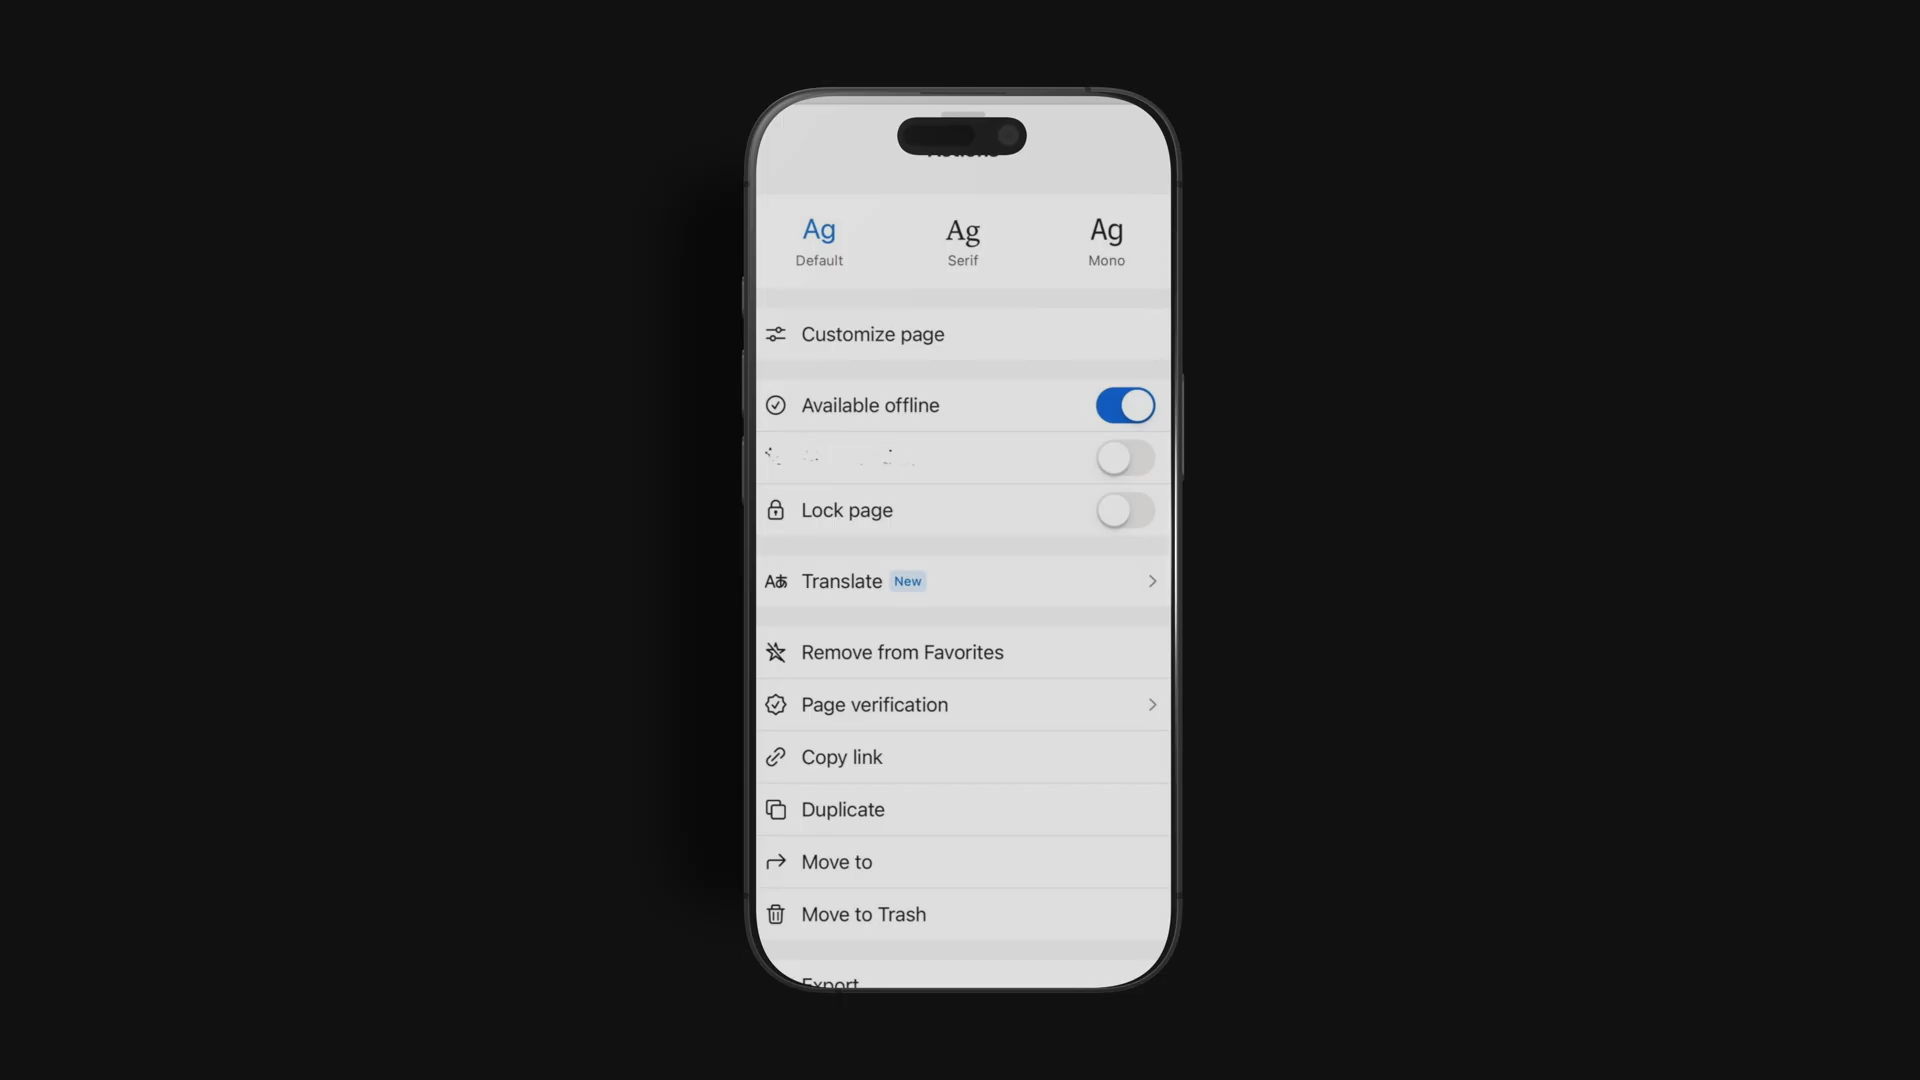 Ag
Default
Ag
Serif
Ag
Mono
Customize page
Available offline
Lock page
Aあ Translate New
Remove from Favorites
Page verification
Copy link
Duplicate
Move to
Move to Trash
Export